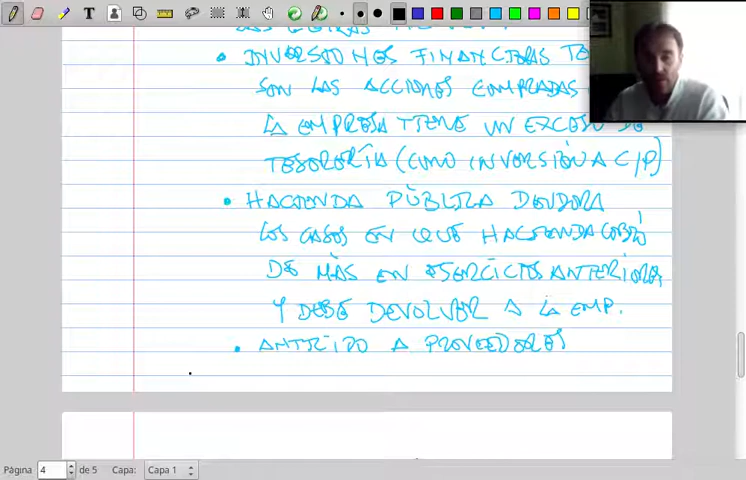 T
• INVERSIONES FINANCIERAS TE
SON LAS ACCIONES COMPRADAS
LA EMPRESA TIENE UN EXCESO DE
TESORERÍA (COMO INVERSIÓN A C/P)
• HACIENDA PÚBLICA DEUDORA
LOS CASOS EN QUE HACIENDA COBRÓ
DE MÁS EN EJERCICIOS ANTERIORES,
Y DEBE DEVOLVER A LA EMP.
• ANTICIPO A PROVEEDORES
Página 4 de 5 Capa: Capa 1